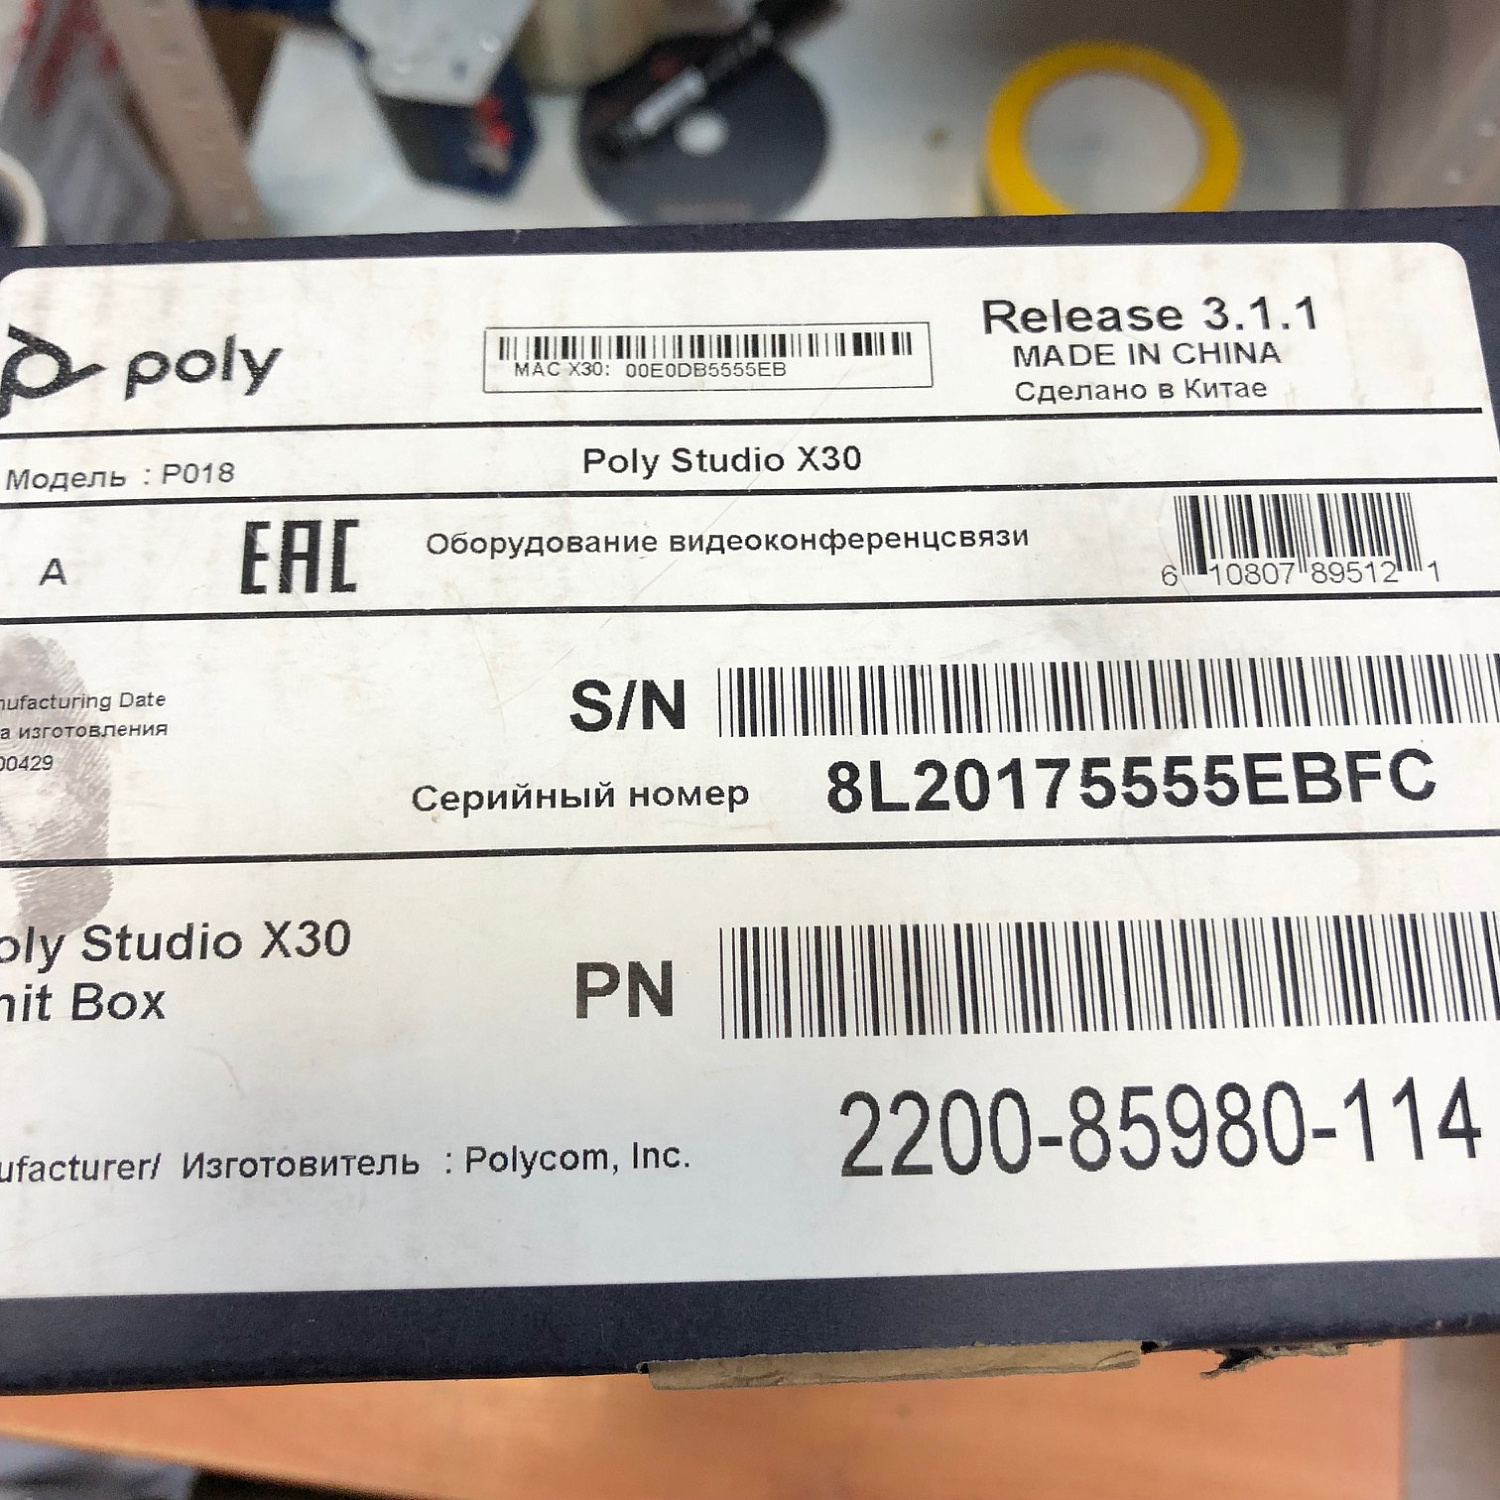 poly
MAC X30: 00E0DB5555EB
Release 3.1.1
MADE IN CHINA
Сделано в Китае
Модель : P018
Poly Studio X30
A
EAC
Оборудование видеоконференцсвязи
6 10807 89512 1
nufacturing Date
а изготовления
00429
S/N
Серийный номер
8L20175555EBFC
oly Studio X30
nit Box
PN
2200-85980-114
ufacturer/ Изготовитель : Polycom, Inc.